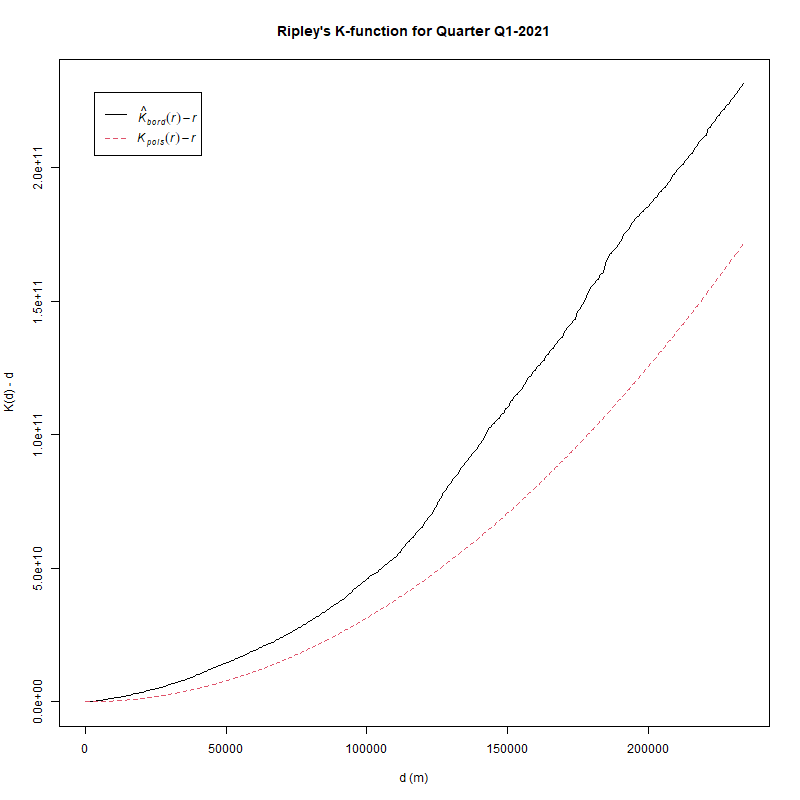 Ripley's K-function for Quarter Q1-2021
K̂bord(r) − r
Kpois(r) − r
K(d) - d
2.0e+11
1.5e+11
1.0e+11
5.0e+10
0.0e+00
0 50000 100000 150000 200000
d (m)